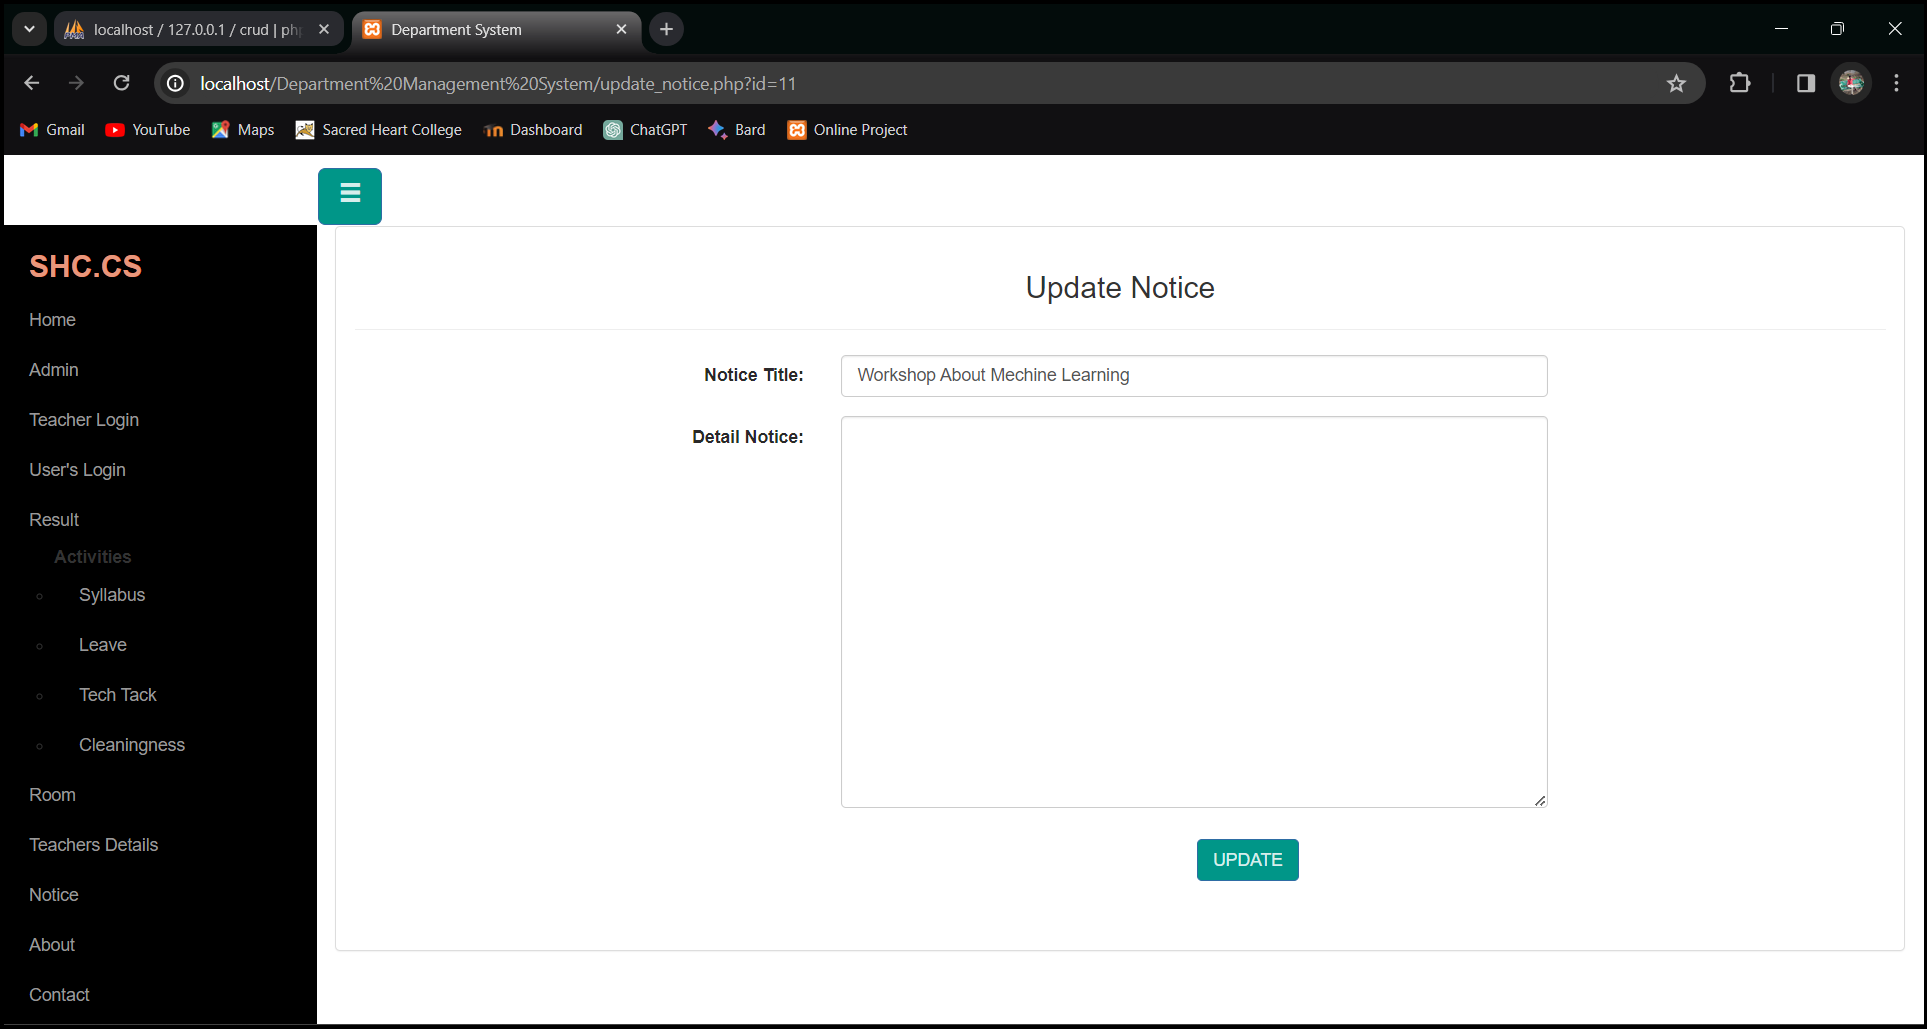 localhost / 127.0.0.1 / crud | ph
Department System
localhost/Department%20Management%20System/update_notice.php?id=11
Gmail YouTube Maps Sacred Heart College Dashboard ChatGPT Bard Online Project
SHC.CS
Home
Admin
Teacher Login
User's Login
Result
Activities
Syllabus
Leave
Tech Tack
Cleaningness
Room
Teachers Details
Notice
About
Contact
Update Notice
Notice Title: Workshop About Mechine Learning
Detail Notice:
UPDATE